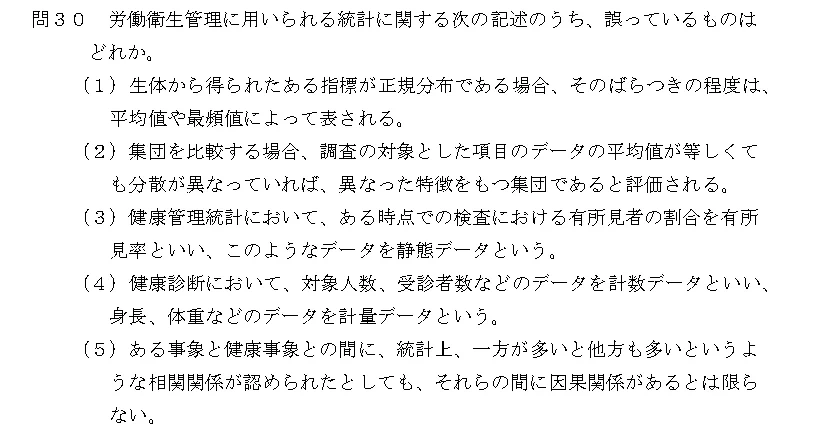 問３０　労働衛生管理に用いられる統計に関する次の記述のうち、誤っているものは
どれか。
（１）生体から得られたある指標が正規分布である場合、そのばらつきの程度は、
平均値や最頻値によって表される。
（２）集団を比較する場合、調査の対象とした項目のデータの平均値が等しくて
も分散が異なっていれば、異なった特徴をもつ集団であると評価される。
（３）健康管理統計において、ある時点での検査における有所見者の割合を有所
見率といい、このようなデータを静態データという。
（４）健康診断において、対象人数、受診者数などのデータを計数データといい、
身長、体重などのデータを計量データという。
（５）ある事象と健康事象との間に、統計上、一方が多いと他方も多いというよ
うな相関関係が認められたとしても、それらの間に因果関係があるとは限ら
ない。